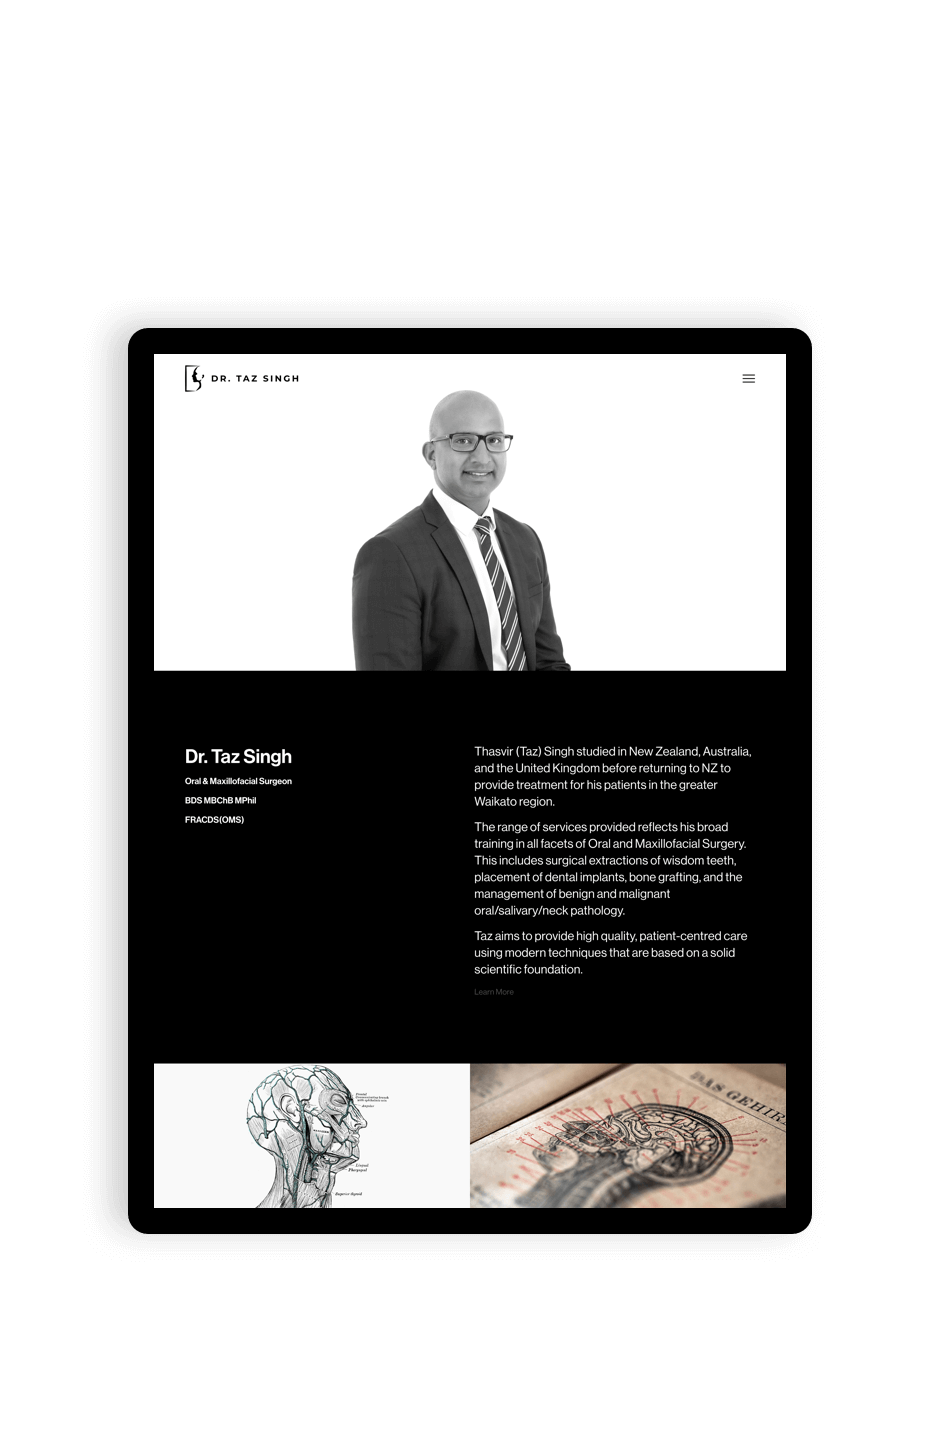 DR. TAZ SINGH
Dr. Taz Singh
Oral & Maxillofacial Surgeon
BDS MBChB MPhil
FRACDS(OMS)
Thasvir (Taz) Singh studied in New Zealand, Australia,
and the United Kingdom before returning to NZ to
provide treatment for his patients in the greater
Waikato region.
The range of services provided reflects his broad
training in all facets of Oral and Maxillofacial Surgery.
This includes surgical extractions of wisdom teeth,
placement of dental implants, bone grafting, and the
management of benign and malignant
oral/salivary/neck pathology.
Taz aims to provide high quality, patient-centred care
using modern techniques that are based on a solid
scientific foundation.
Learn More
Lingual
Pharyngeal
Superior thyroid
DAS GEHIR